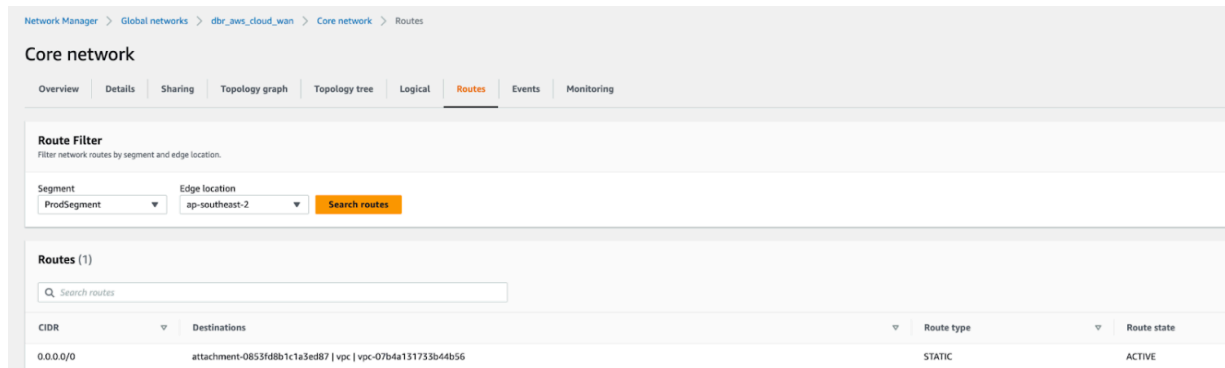 Network Manager > Global networks > dbr_aws_cloud_wan > Core network > Routes
Core network
Overview Details Sharing Topology graph Topology tree Logical Routes Events Monitoring
Route Filter
Filter network routes by segment and edge location.
Segment Edge location
ProdSegment ap-southeast-2 Search routes
Routes (1)
Search routes
CIDR Destinations Route type Route state
0.0.0.0/0 attachment-0853fd8b1c1a3ed87 | vpc | vpc-07b4a131733b44b56 STATIC ACTIVE